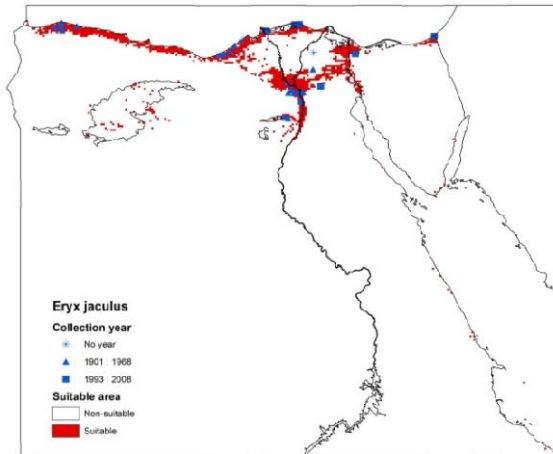 Eryx jaculus
Collection year
No year
1901 : 1968
1993 : 2008
Suitable area
Non-suitable
Suitable